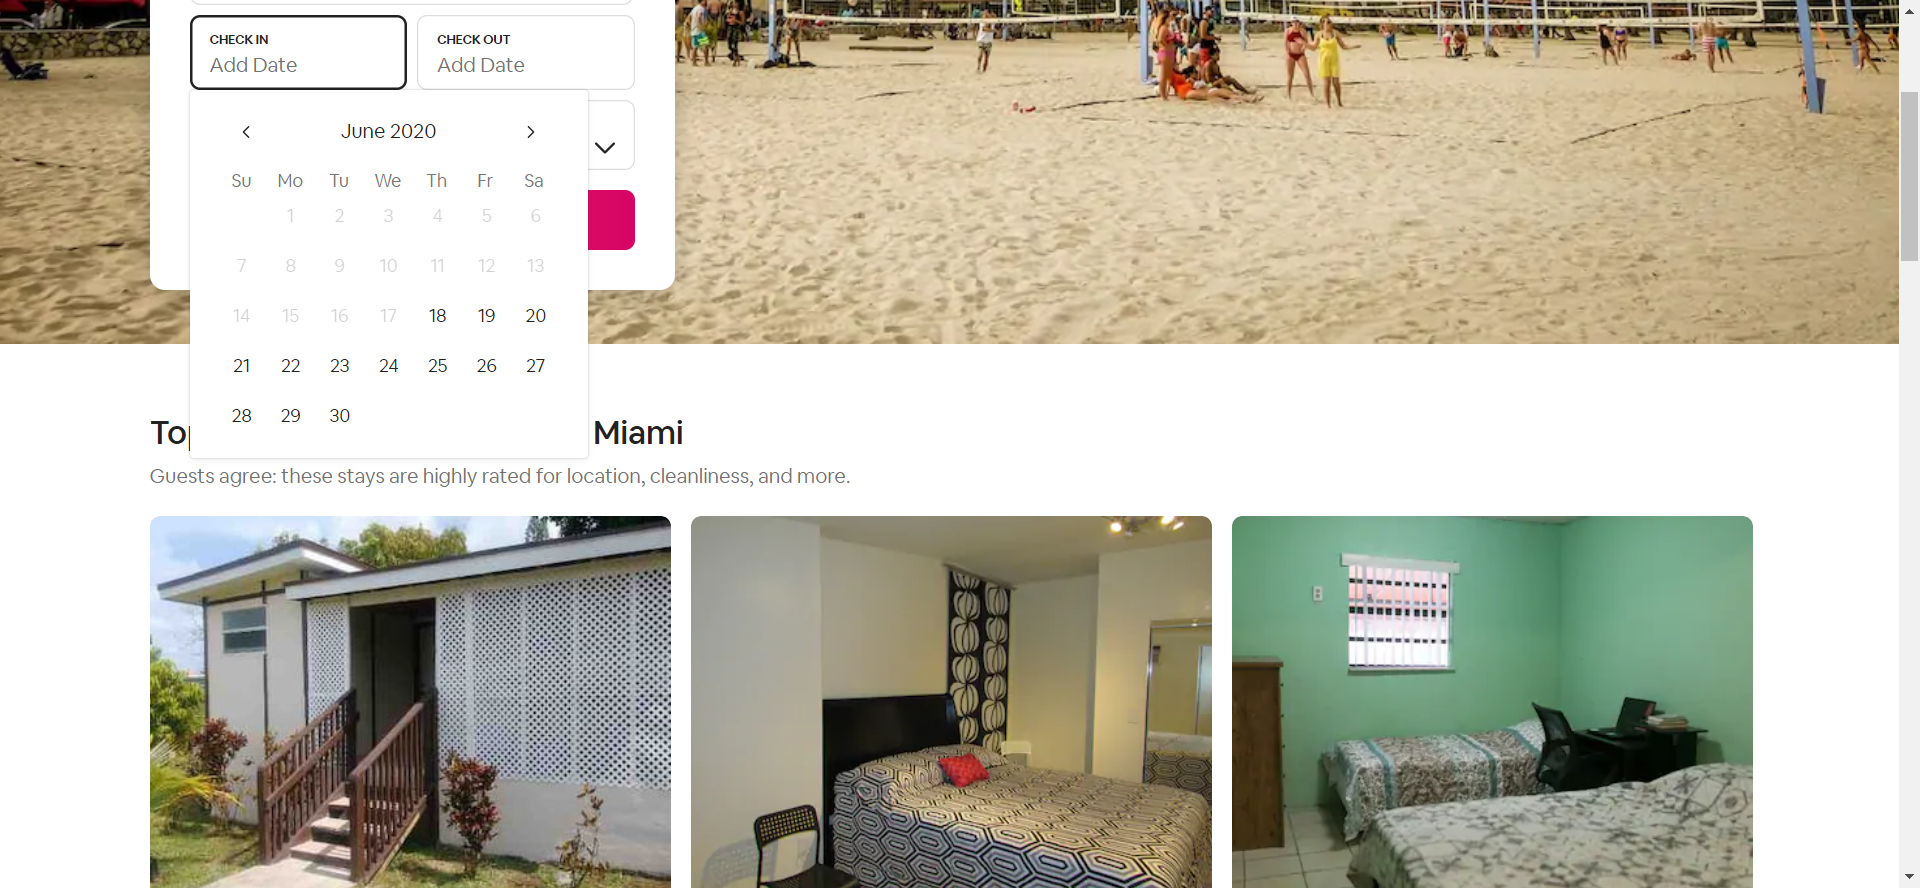 CHECK IN
Add Date
CHECK OUT
Add Date
June 2020
Su Mo Tu We Th Fr Sa
1 2 3 4 5 6
7 8 9 10 11 12 13
14 15 16 17 18 19 20
21 22 23 24 25 26 27
28 29 30
Miami
Guests agree: these stays are highly rated for location, cleanliness, and more.